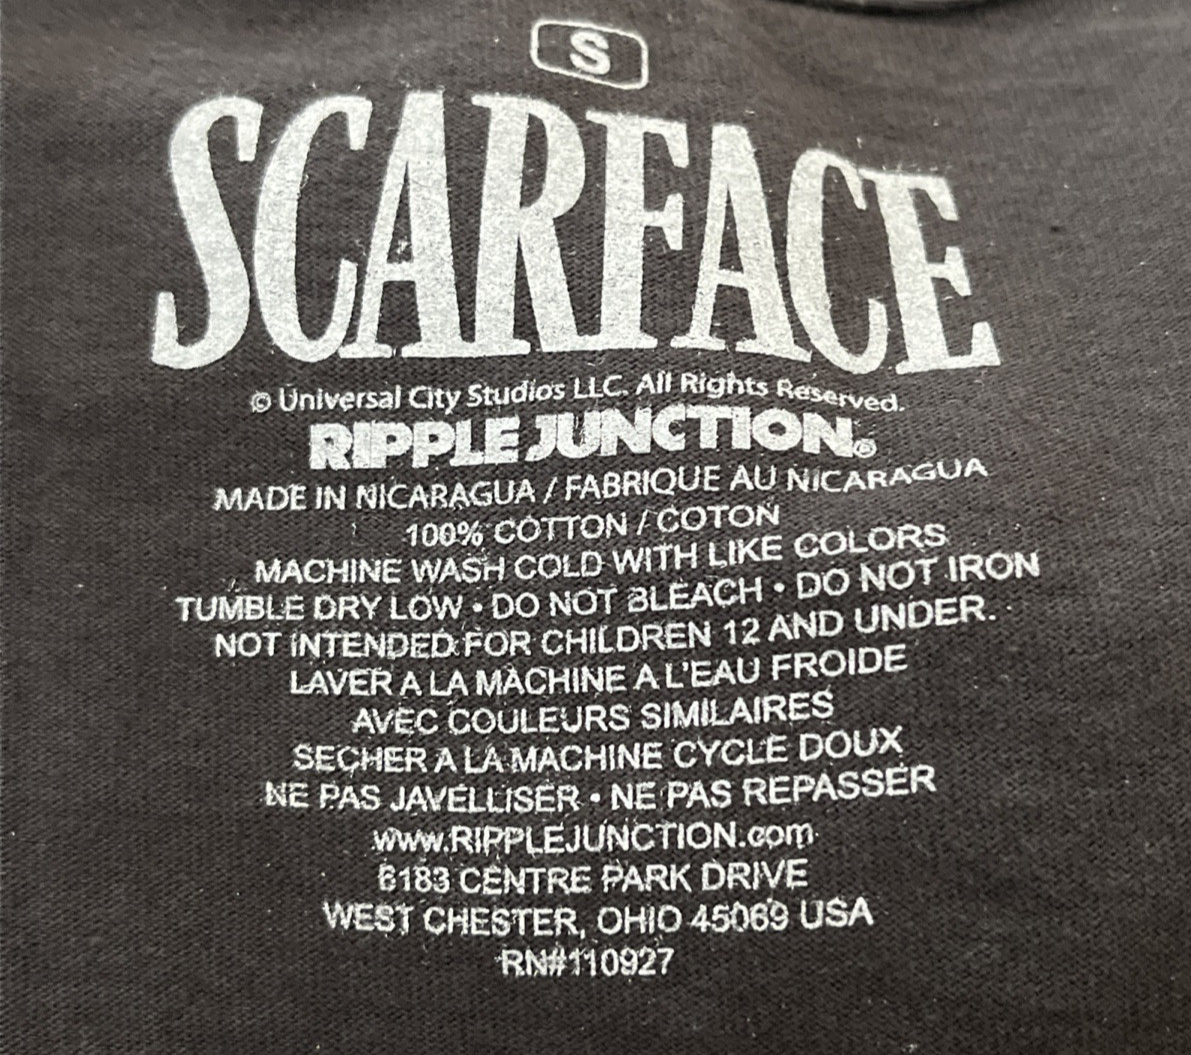 S
SCARFACE
© Universal City Studios LLC. All Rights Reserved.
RIPPLE JUNCTION®
MADE IN NICARAGUA / FABRIQUE AU NICARAGUA
100% COTTON / COTON
MACHINE WASH COLD WITH LIKE COLORS
TUMBLE DRY LOW • DO NOT BLEACH • DO NOT IRON
NOT INTENDED FOR CHILDREN 12 AND UNDER.
LAVER A LA MACHINE A L'EAU FROIDE
AVEC COULEURS SIMILAIRES
SECHER A LA MACHINE CYCLE DOUX
NE PAS JAVELLISER • NE PAS REPASSER
www.RIPPLEJUNCTION.com
6183 CENTRE PARK DRIVE
WEST CHESTER, OHIO 45069 USA
RN#110927